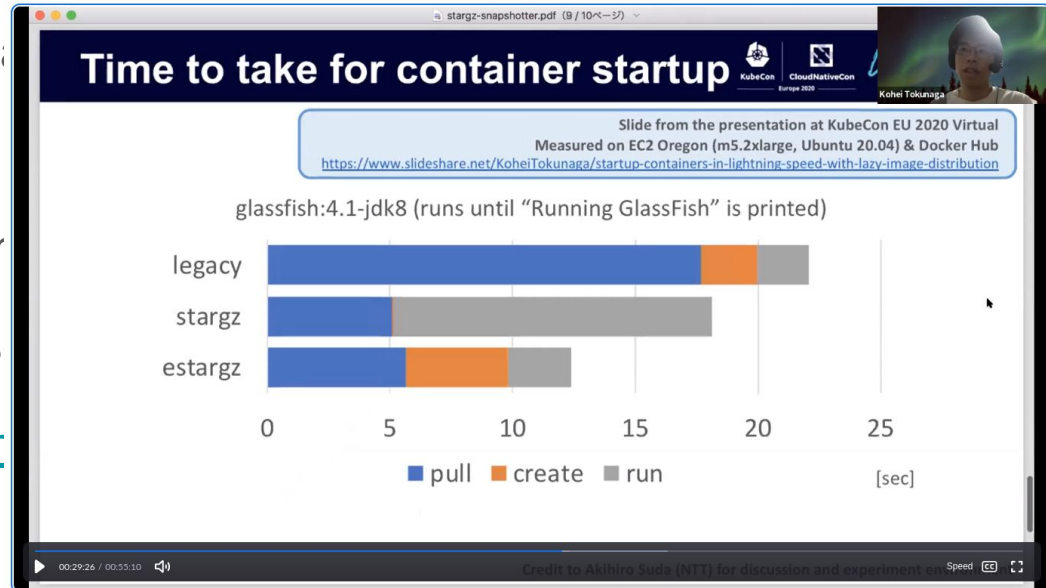 stargz-snapshotter.pdf（9 / 10ページ）
Time to take for container startup
KubeCon
CloudNativeCon
Europe 2020
Kohei Tokunaga
Slide from the presentation at KubeCon EU 2020 Virtual
Measured on EC2 Oregon (m5.2xlarge, Ubuntu 20.04) & Docker Hub
https://www.slideshare.net/KoheiTokunaga/startup-containers-in-lightning-speed-with-lazy-image-distribution
glassfish:4.1-jdk8 (runs until “Running GlassFish” is printed)
legacy
stargz
estargz
0 5 10 15 20 25
pull create run
[sec]
00:29:26 / 00:55:10
Speed CC
Credit to Akihiro Suda (NTT) for discussion and experiment